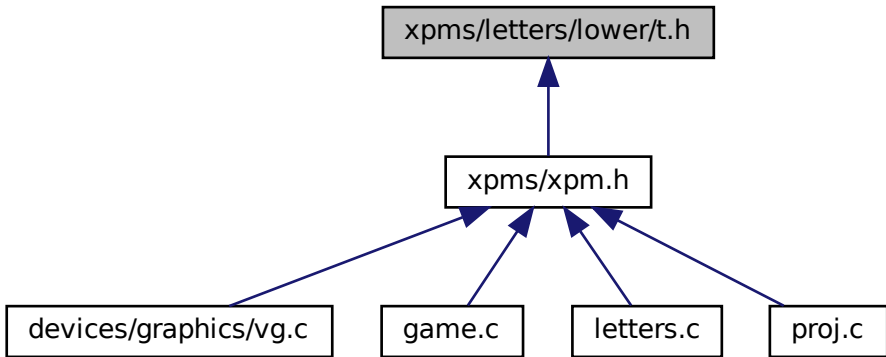 xpms/letters/lower/t.h
xpms/xpm.h
devices/graphics/vg.c
game.c
letters.c
proj.c